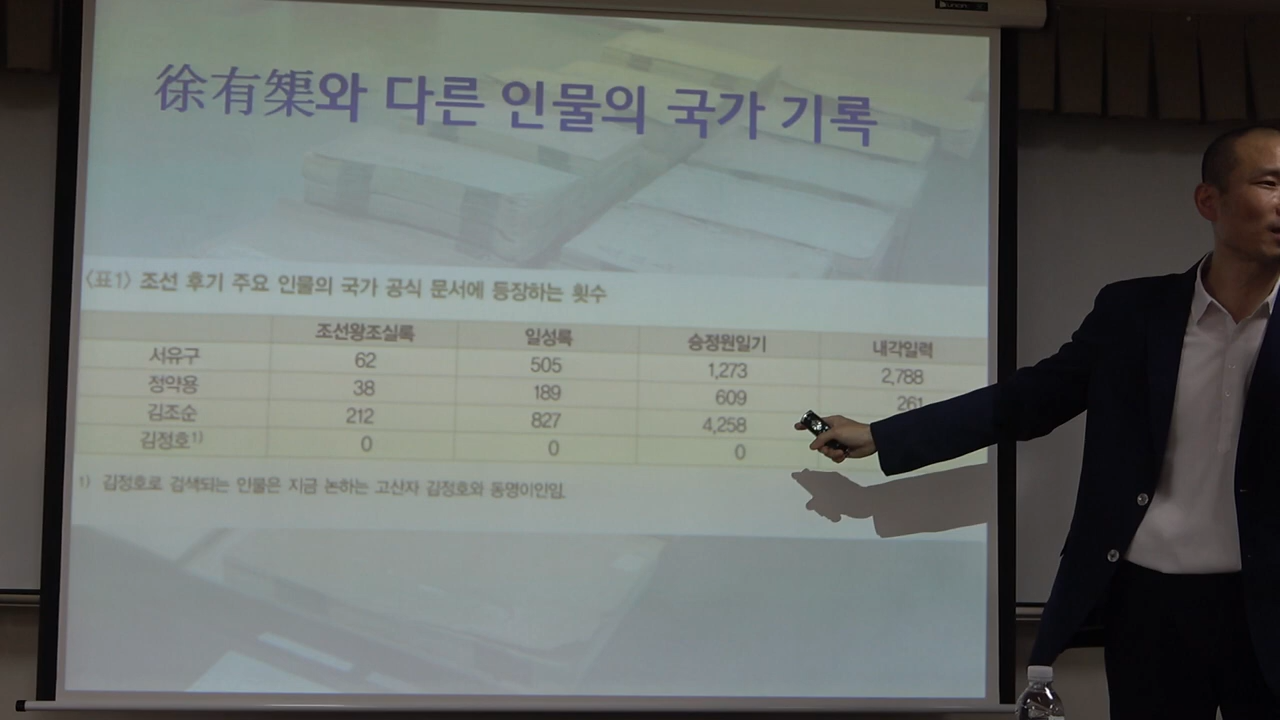 徐有榘와 다른 인물의 국가 기록
〈표1〉 조선 후기 주요 인물의 국가 공식 문서에 등장하는 횟수
조선왕조실록 일성록 승정원일기 내각일력
서유구 62 505 1,273 2,788
정약용 38 189 609 261
김조순 212 827 4,258
김정호1) 0 0 0
1) 김정호로 검색되는 인물은 지금 논하는 고산자 김정호와 동명이인임.